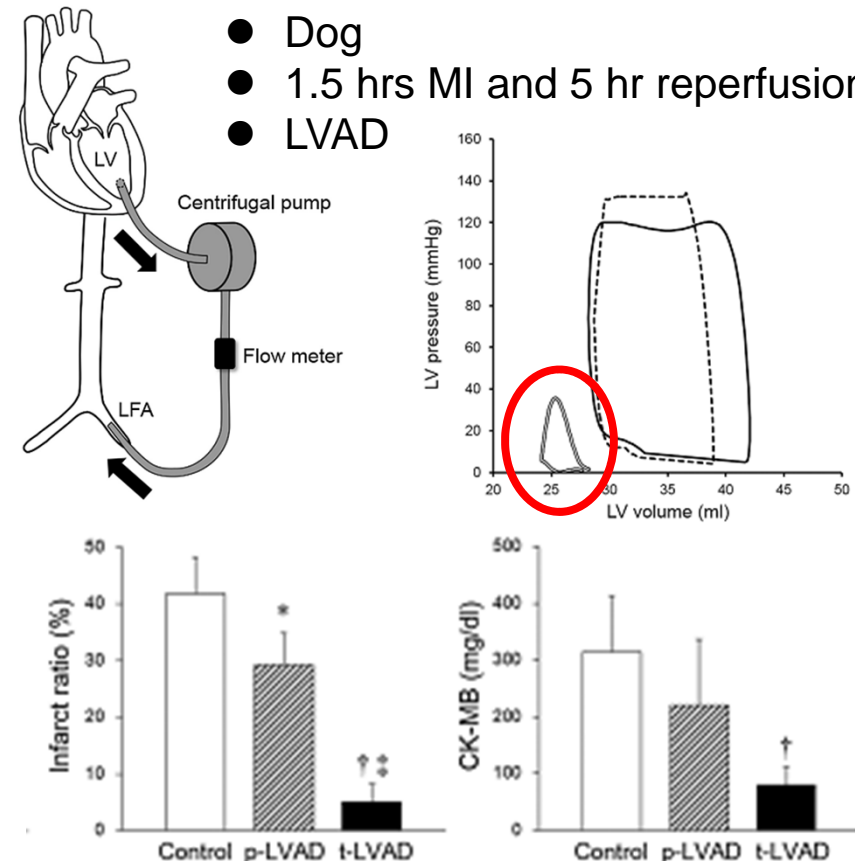 ● Dog
● 1.5 hrs MI and 5 hr reperfusion
● LVAD
LV
Centrifugal pump
Flow meter
LFA
LV pressure (mmHg)
160
140
120
100
80
60
40
20
0
20 25 30 35 40 45 50
LV volume (ml)
Infarct ratio (%)
50
40
30
20
10
0
*
† ‡
Control p-LVAD t-LVAD
CK-MB (mg/dl)
500
400
300
200
100
0
†
Control p-LVAD t-LVAD